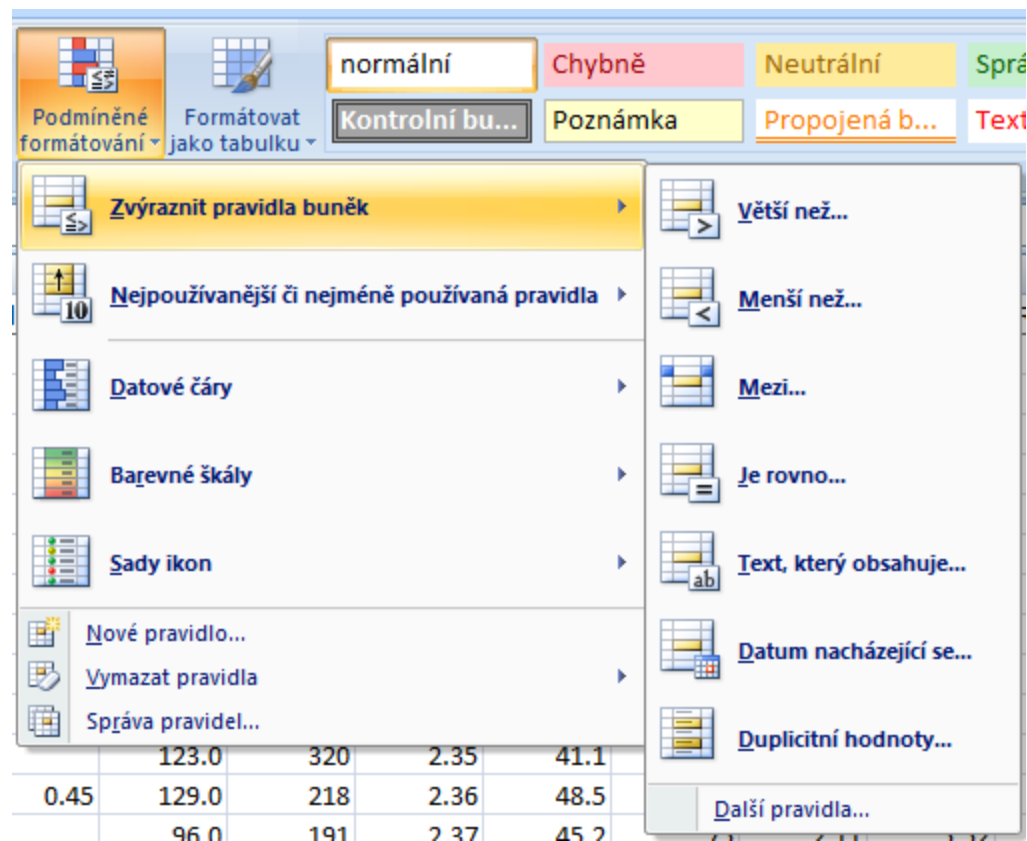 Podmíněné formátování
Formátovat jako tabulku
normální
Chybně
Neutrální
Kontrolní bu...
Poznámka
Propojená b...
Zvýraznit pravidla buněk
Nejpoužívanější či nejméně používaná pravidla
10
Datové čáry
Barevné škály
Sady ikon
Nové pravidlo...
Vymazat pravidla
Správa pravidel...
Větší než...
Menší než...
Mezi...
Je rovno...
Text, který obsahuje...
ab
Datum nacházející se...
Duplicitní hodnoty...
Další pravidla...
123.0 320 2.35 41.1
0.45 129.0 218 2.36 48.5
96.0 191 2.37 45.2